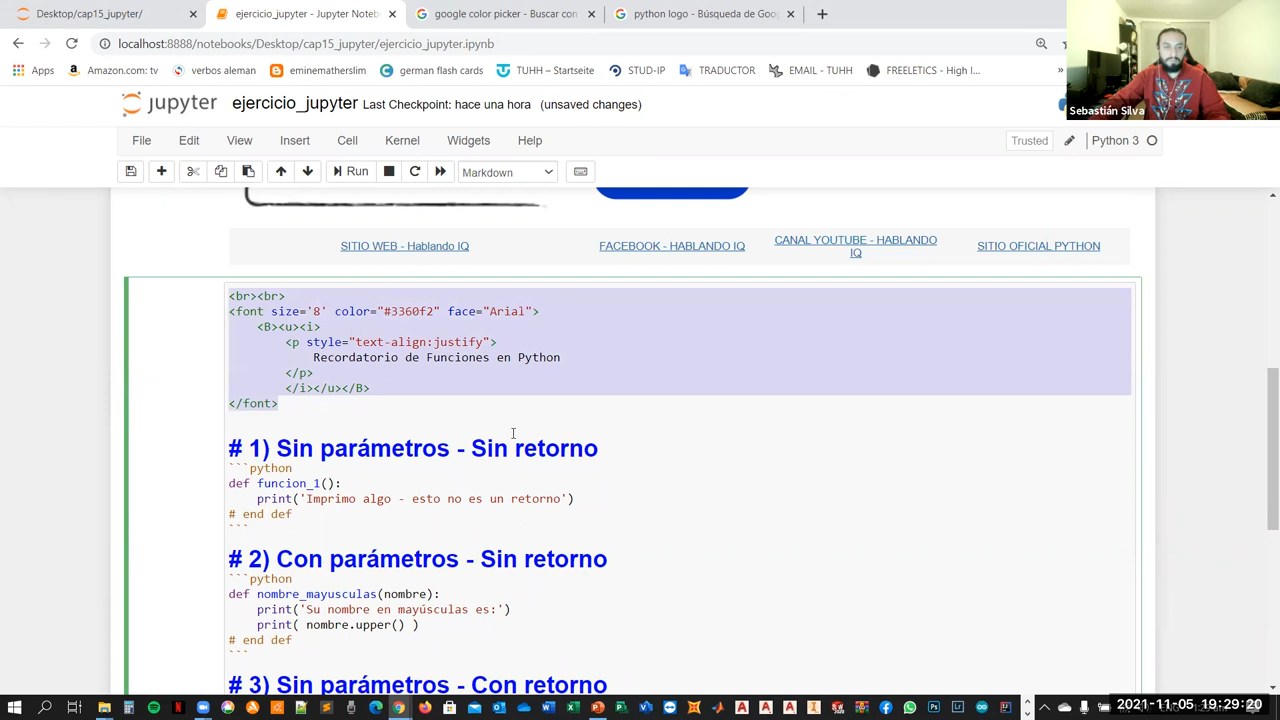 Desktop/cap15_jupyter/
ejercicio_jupyter - Jupyter Noteb
google color picker - Buscar con
python logo - Búsqueda de Goo
localhost:8888/notebooks/Desktop/cap15_jupyter/ejercicio_jupyter.ipynb
Apps
Amazon.com: tv
verbos aleman
eminematherslim
german flash cards
TUHH – Startseite
STUD-IP
TRADUCTOR
EMAIL - TUHH
FREELETICS - High I...
»
Sebastián Silva
jupyter
ejercicio_jupyter
Last Checkpoint: hace una hora
(unsaved changes)
File
Edit
View
Insert
Cell
Kernel
Widgets
Help
Trusted
Python 3
Run
Markdown
SITIO WEB - Hablando IQ
FACEBOOK - HABLANDO IQ
CANAL YOUTUBE - HABLANDO
IQ
SITIO OFICIAL PYTHON
<br><br>
<font size='8' color="#3360f2" face="Arial">
<B><u><i>
<p style="text-align:justify">
Recordatorio de Funciones en Python
</p>
</i></u></B>
</font>
# 1) Sin parámetros - Sin retorno
```python
def funcion_1():
print('Imprimo algo - esto no es un retorno')
# end def
```
# 2) Con parámetros - Sin retorno
```python
def nombre_mayusculas(nombre):
print('Su nombre en mayúsculas es:')
print( nombre.upper() )
# end def
```
# 3) Sin parámetros - Con retorno
2021-11-05 19:29:20